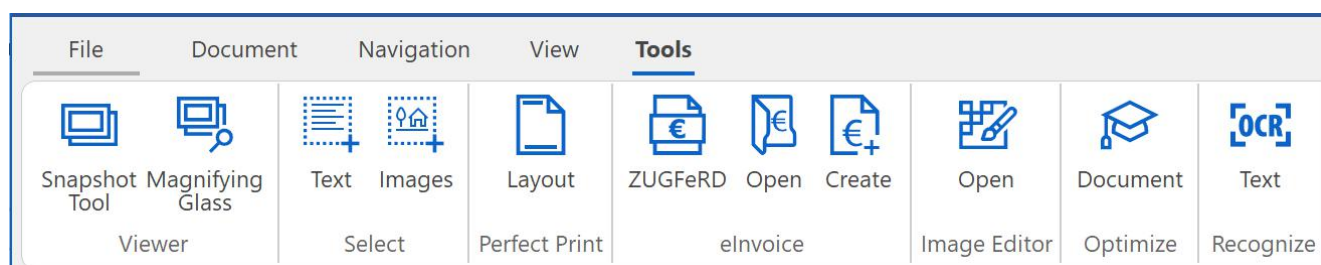 File Document Navigation View Tools
OCR
Snapshot Magnifying Text Images Layout ZUGFeRD Open Create Open Document Text
Tool Glass
Viewer Select Perfect Print eInvoice Image Editor Optimize Recognize